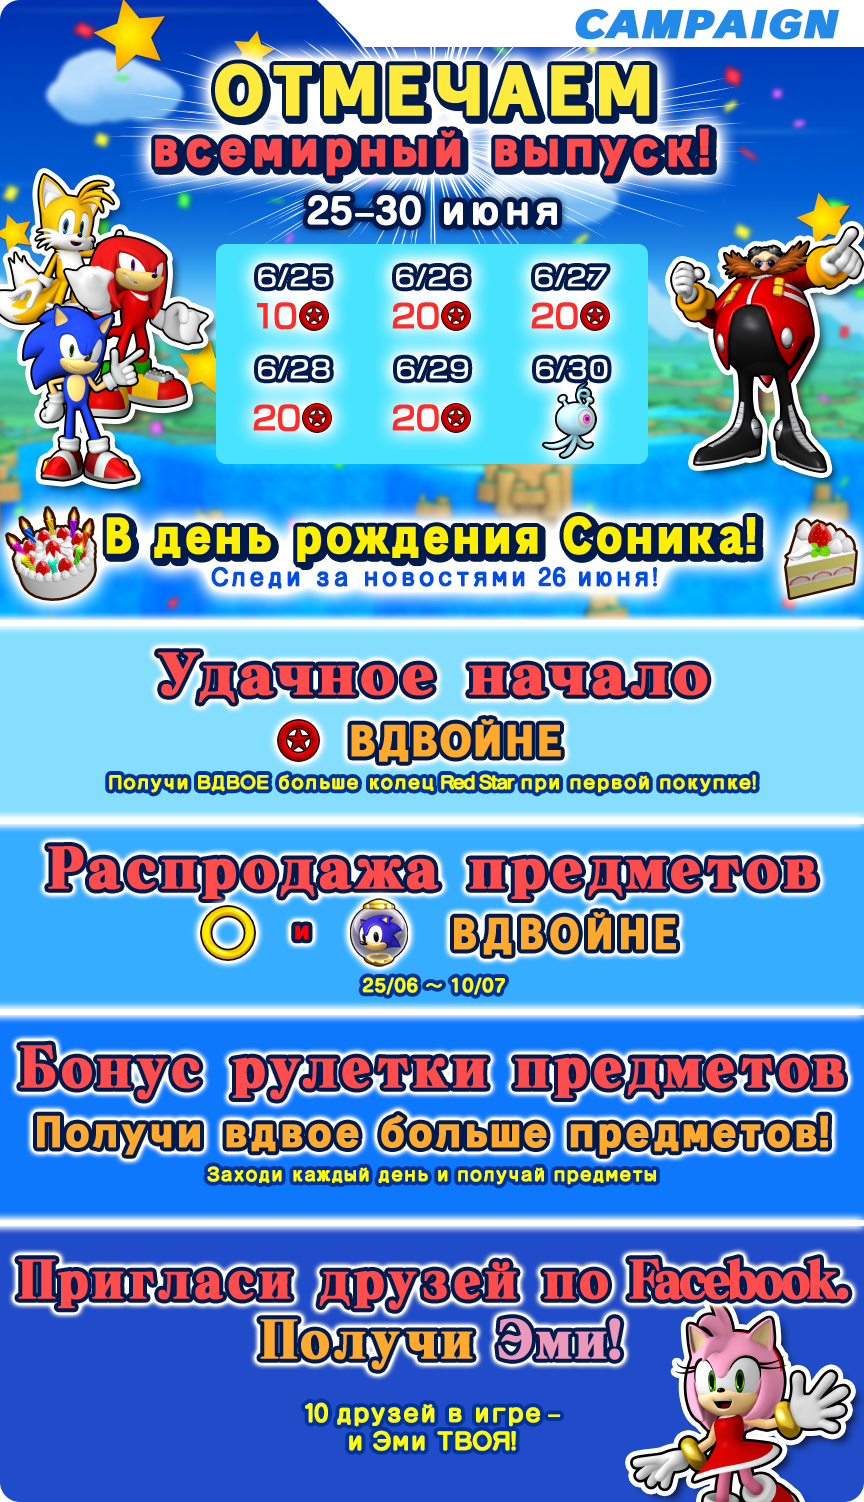 CAMPAIGN
ОТМЕЧАЕМ
всемирный выпуск!
25–30 июня
6/25 6/26 6/27
10 20 20
6/28 6/29 6/30
20 20
В день рождения Соника!
Следи за новостями 26 июня!
Удачное начало
ВДВОЙНЕ
Получи ВДВОЕ больше колец Red Star при первой покупке!
Распродажа предметов
и ВДВОЙНЕ
25/06 ~ 10/07
Бонус рулетки предметов
Получи вдвое больше предметов!
Заходи каждый день и получай предметы
Пригласи друзей по Facebook.
Получи Эми!
10 друзей в игре –
и Эми ТВОЯ!